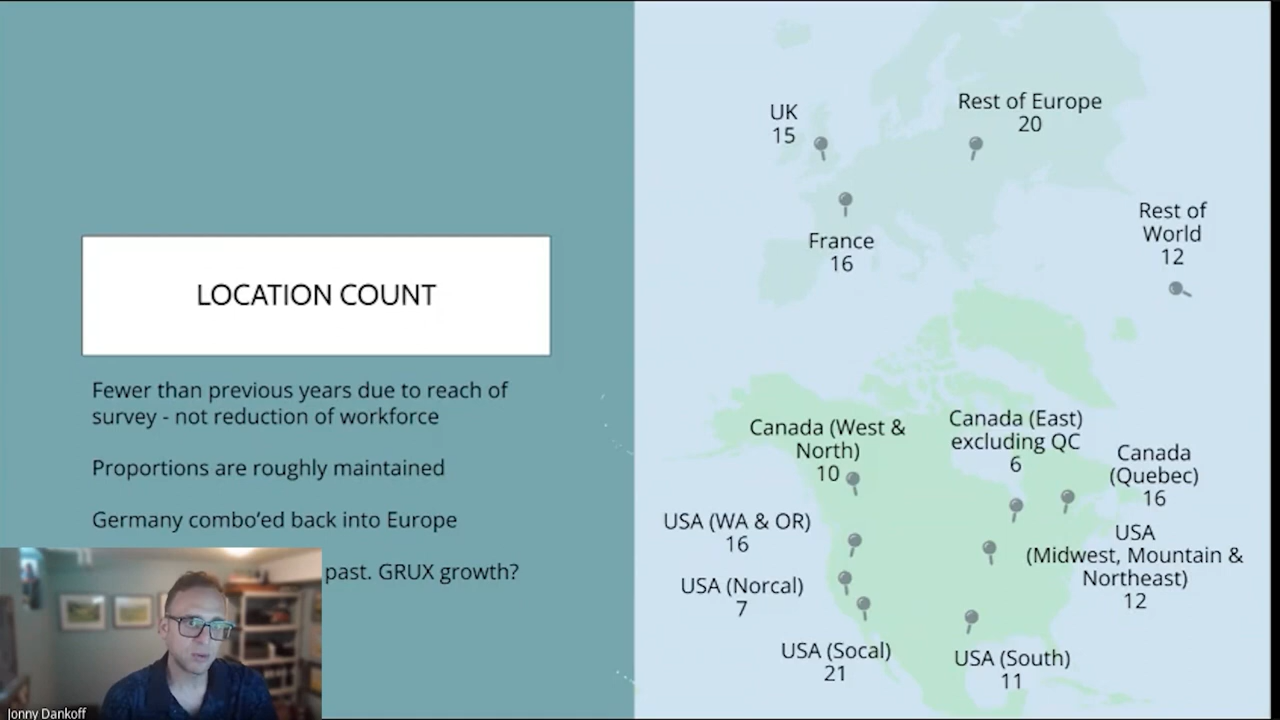 LOCATION COUNT
Fewer than previous years due to reach of
survey - not reduction of workforce
Proportions are roughly maintained
Germany combo'ed back into Europe
past. GRUX growth?
Jonny Dankoff
UK
15
Rest of Europe
20
France
16
Rest of
World
12
Canada (West &
North)
10
Canada (East)
excluding QC
6
Canada
(Quebec)
16
USA (WA & OR)
16
USA
(Midwest, Mountain &
Northeast)
12
USA (Norcal)
7
USA (Socal)
21
USA (South)
11